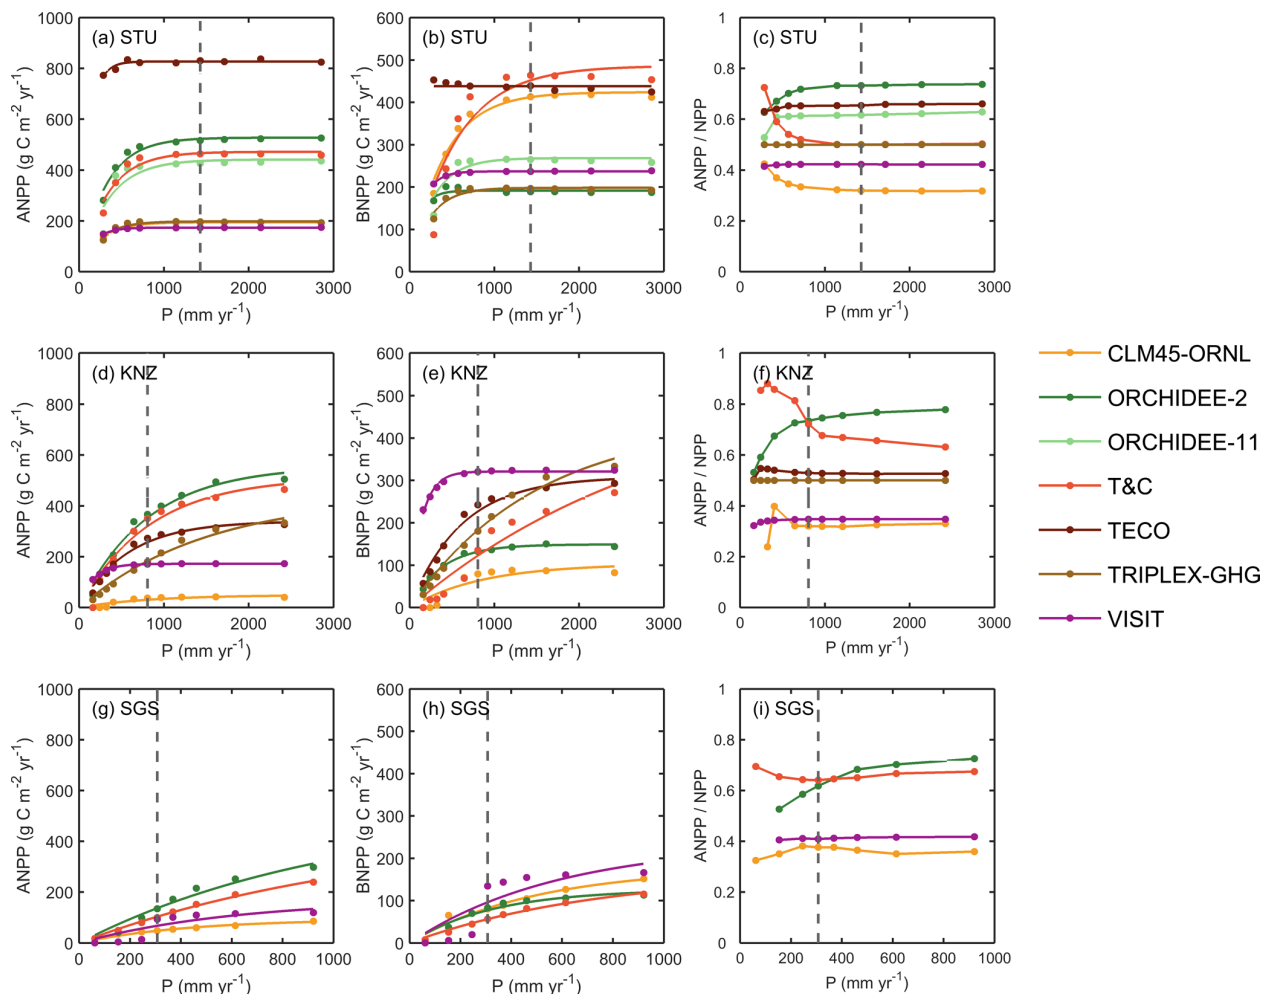 (a) STU
ANPP (g C m-2 yr-1)
0 200 400 600 800 1000
0 1000 2000 3000
P (mm yr-1)
(b) STU
BNPP (g C m-2 yr-1)
0 100 200 300 400 500 600
0 1000 2000 3000
P (mm yr-1)
(c) STU
ANPP / NPP
0 0.2 0.4 0.6 0.8 1
0 1000 2000 3000
P (mm yr-1)
(d) KNZ
ANPP (g C m-2 yr-1)
0 200 400 600 800 1000
0 1000 2000 3000
P (mm yr-1)
(e) KNZ
BNPP (g C m-2 yr-1)
0 100 200 300 400 500 600
0 1000 2000 3000
P (mm yr-1)
(f) KNZ
ANPP / NPP
0 0.2 0.4 0.6 0.8 1
0 1000 2000 3000
P (mm yr-1)
CLM45-ORNL
ORCHIDEE-2
ORCHIDEE-11
T&C
TECO
TRIPLEX-GHG
VISIT
(g) SGS
ANPP (g C m-2 yr-1)
0 200 400 600 800 1000
0 200 400 600 800 1000
P (mm yr-1)
(h) SGS
BNPP (g C m-2 yr-1)
0 100 200 300 400 500 600
0 200 400 600 800 1000
P (mm yr-1)
(i) SGS
ANPP / NPP
0 0.2 0.4 0.6 0.8 1
0 200 400 600 800 1000
P (mm yr-1)